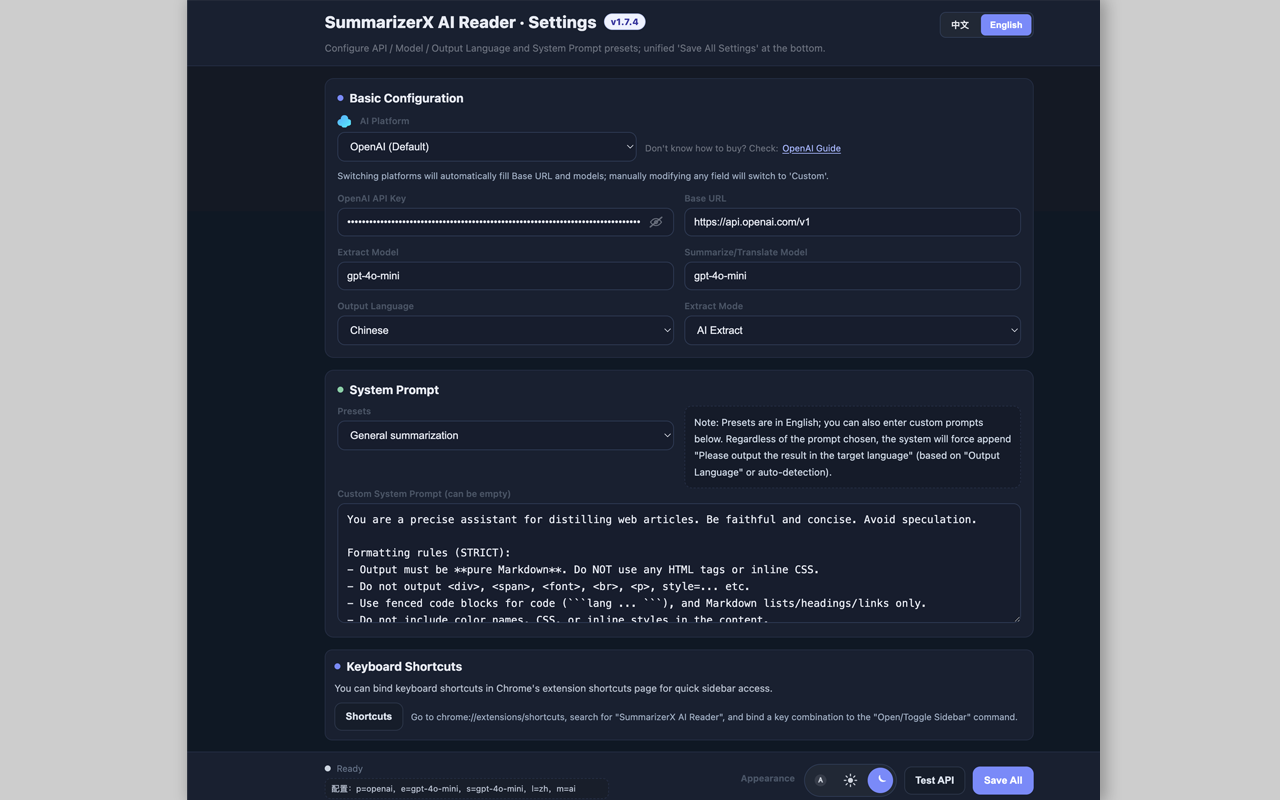 SummarizerX AI Reader · Settings v1.7.4
中文 English
Configure API / Model / Output Language and System Prompt presets; unified 'Save All Settings' at the bottom.
Basic Configuration
AI Platform
OpenAI (Default)
Don't know how to buy? Check: OpenAI Guide
Switching platforms will automatically fill Base URL and models; manually modifying any field will switch to 'Custom'.
OpenAI API Key
Base URL
https://api.openai.com/v1
Extract Model
Summarize/Translate Model
gpt-4o-mini
gpt-4o-mini
Output Language
Extract Mode
Chinese
AI Extract
System Prompt
Presets
General summarization
Note: Presets are in English; you can also enter custom prompts
below. Regardless of the prompt chosen, the system will force append
"Please output the result in the target language" (based on "Output
Language" or auto-detection).
Custom System Prompt (can be empty)
You are a precise assistant for distilling web articles. Be faithful and concise. Avoid speculation.
Formatting rules (STRICT):
- Output must be **pure Markdown**. Do NOT use any HTML tags or inline CSS.
- Do not output <div>, <span>, <font>, <br>, <p>, style=... etc.
- Use fenced code blocks for code (```lang ... ```), and Markdown lists/headings/links only.
- Do not include color names, CSS, or inline styles in the content.
Keyboard Shortcuts
You can bind keyboard shortcuts in Chrome's extension shortcuts page for quick sidebar access.
Shortcuts
Go to chrome://extensions/shortcuts, search for "SummarizerX AI Reader", and bind a key combination to the "Open/Toggle Sidebar" command.
Ready
配置: p=openai, e=gpt-4o-mini, s=gpt-4o-mini, l=zh, m=ai
Appearance
A
Test API
Save All